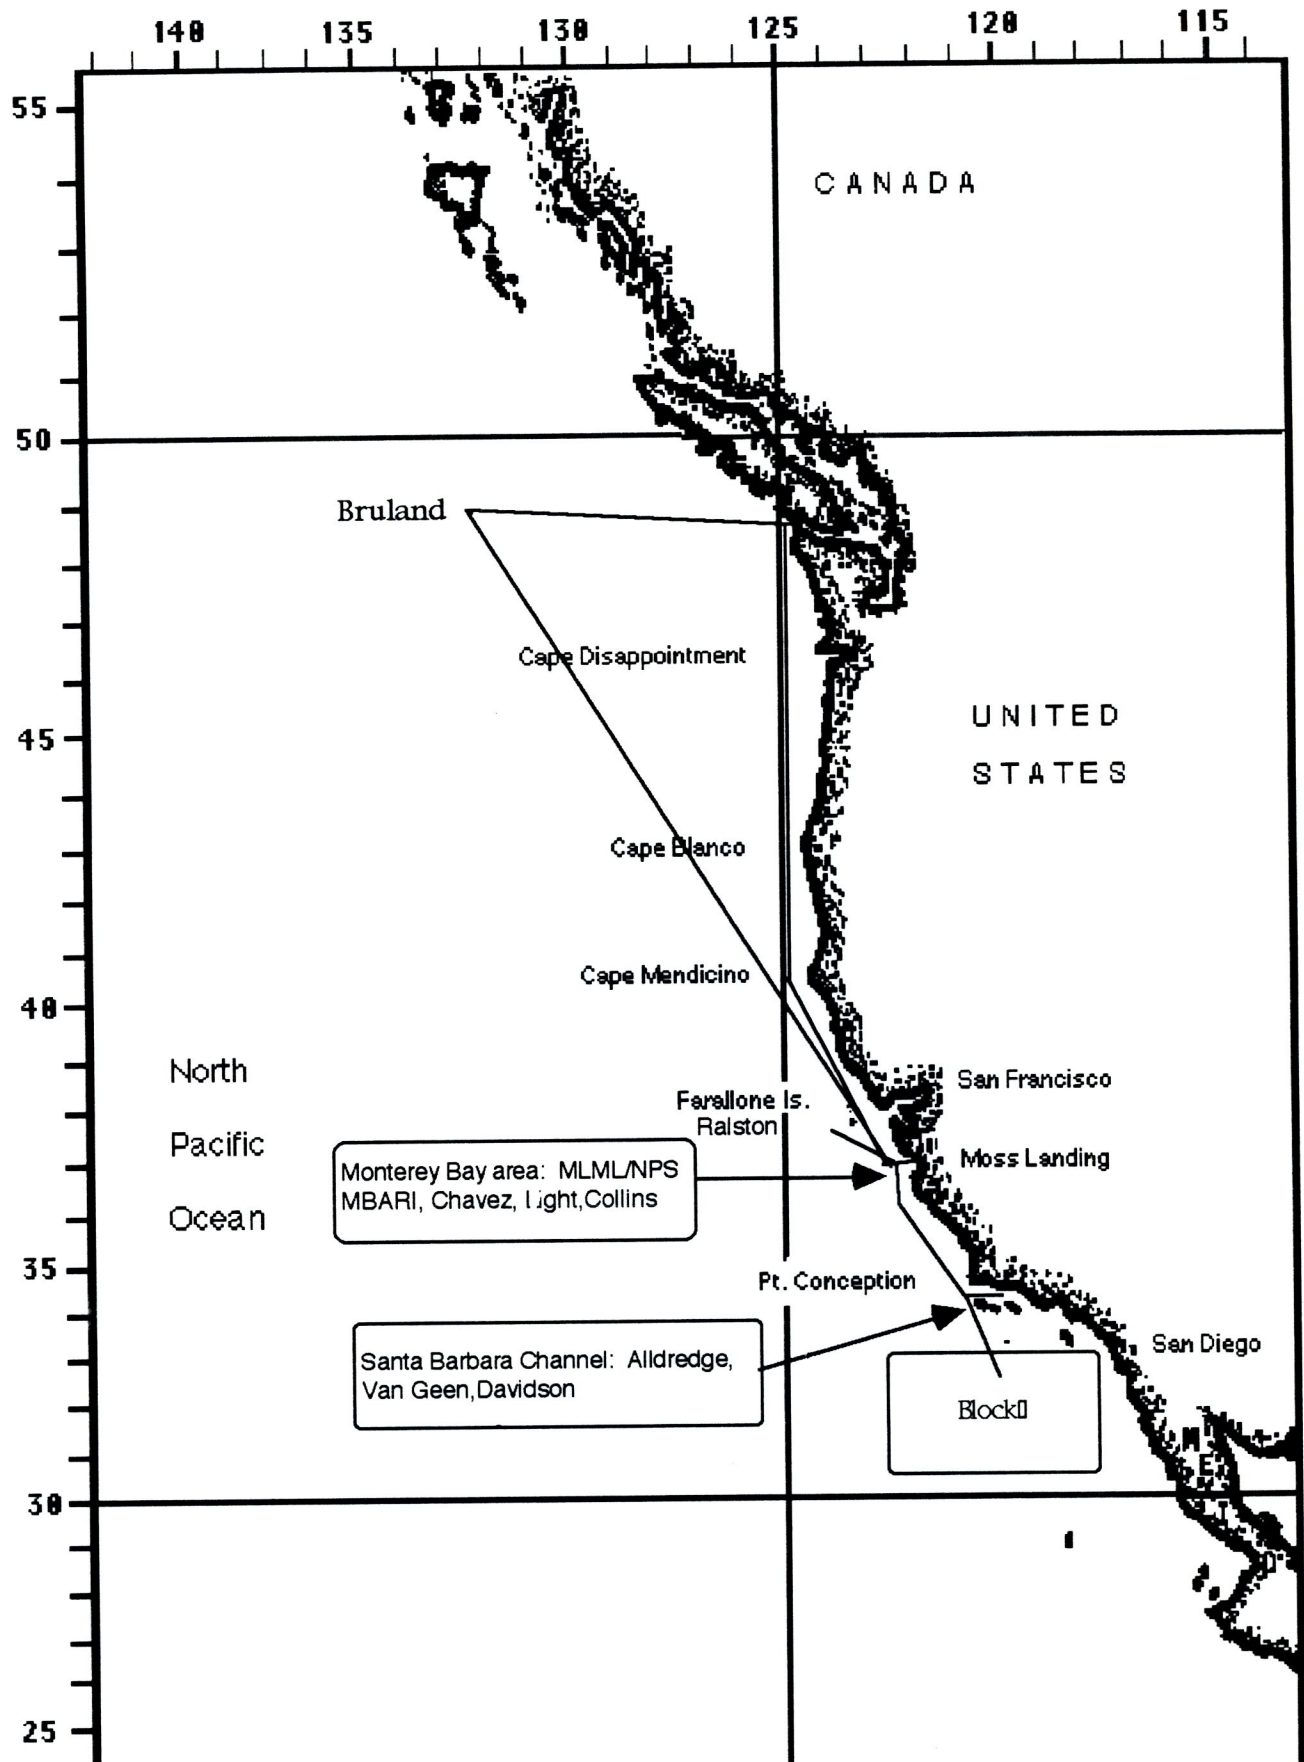 140 135 130 125 120 115
55
CANADA
50
Bruland
Cape Disappointment
UNITED
45
STATES
Cape Blanco
Cape Mendicino
40
North
San Francisco
Farallone Is.
Ralston
Pacific
Moss Landing
Monterey Bay area: MLML/NPS
MBARI, Chavez, Light,Collins
Ocean
35
Pt. Conception
San Diego
Santa Barbara Channel: Alldredge,
Van Geen,Davidson
Block
30
25